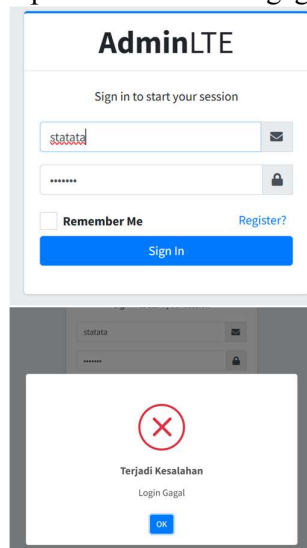 AdminLTE
Sign in to start your session
statata
•••••••
Remember Me
Register?
Sign In
statata
•••••••
Terjadi Kesalahan
Login Gagal
OK